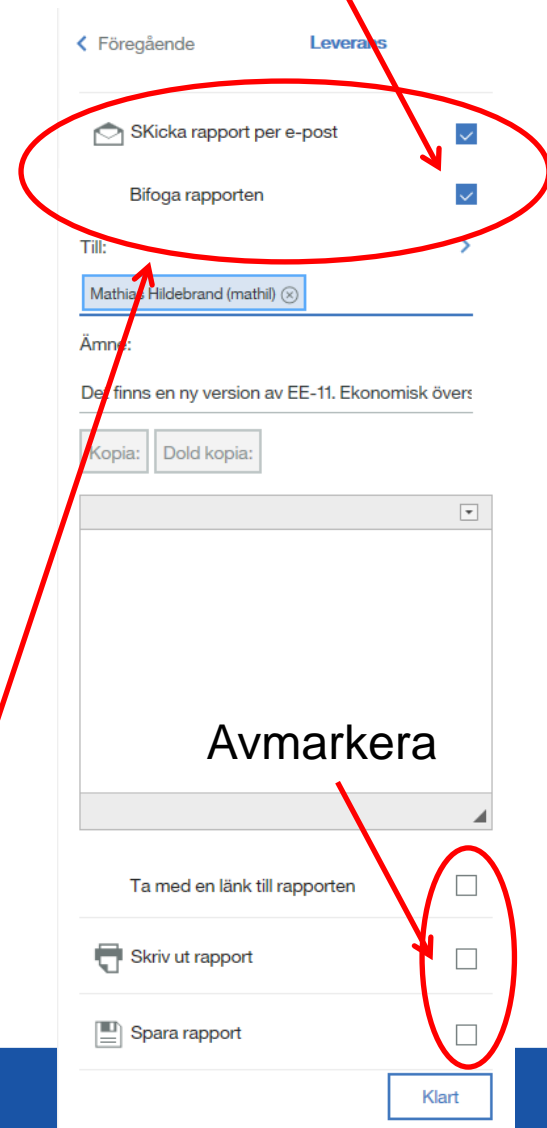 Föregående Leverans
SKicka rapport per e-post
Bifoga rapporten
Till:
Mathias Hildebrand (mathil)
Ämne:
Det finns en ny version av EE-11. Ekonomisk övers
Kopia: Dold kopia:
Avmarkera
Ta med en länk till rapporten
Skriv ut rapport
Spara rapport
Klart